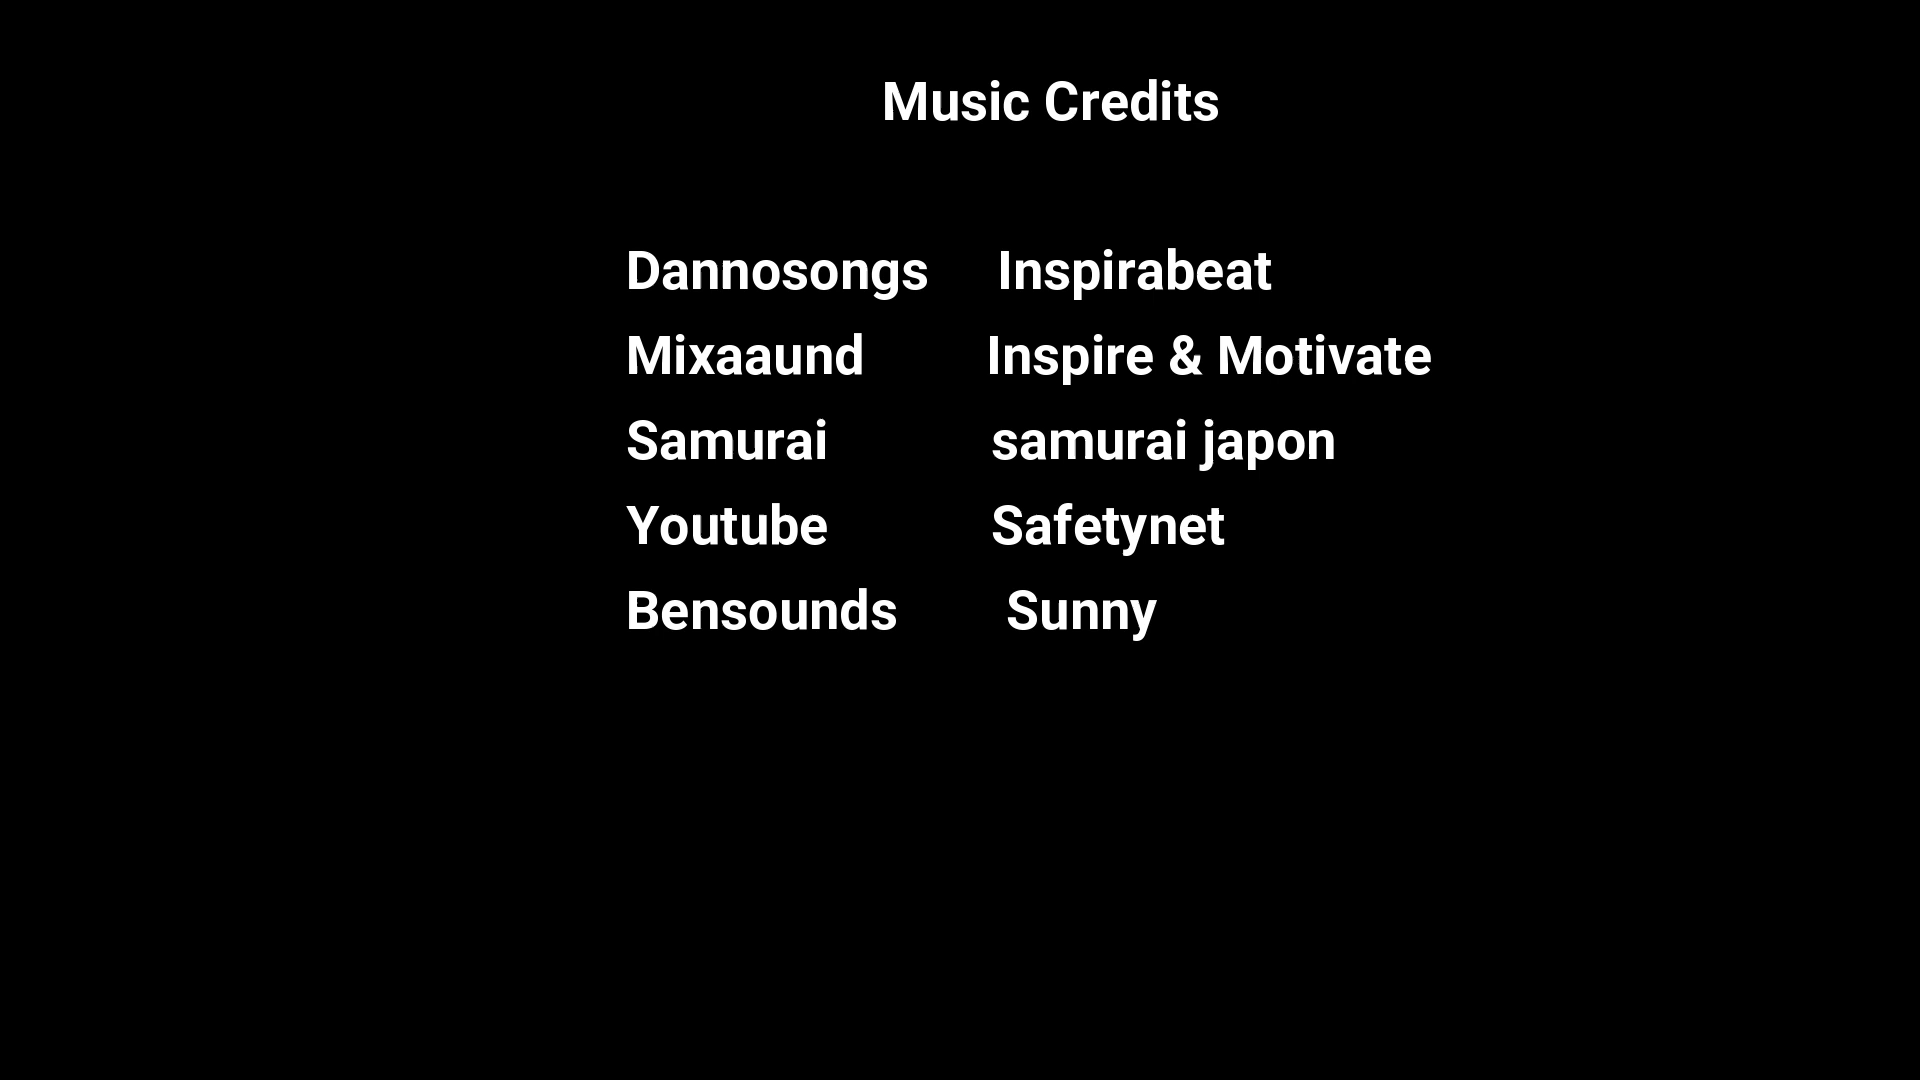 Music Credits
Dannosongs Inspirabeat
Mixaaund Inspire & Motivate
Samurai samurai japon
Youtube Safetynet
Bensounds Sunny